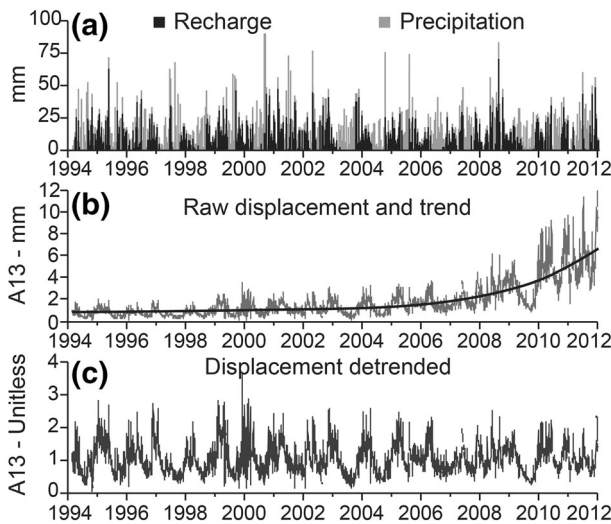 100
(a)
Recharge
Precipitation
75
mm
50
25
0
1994 1996 1998 2000 2002 2004 2006 2008 2010 2012
12
(b)
Raw displacement and trend
10
8
A13 - mm
6
4
2
0
1994 1996 1998 2000 2002 2004 2006 2008 2010 2012
4
(c)
Displacement detrended
3
A13 - Unitless
2
1
0
1994 1996 1998 2000 2002 2004 2006 2008 2010 2012